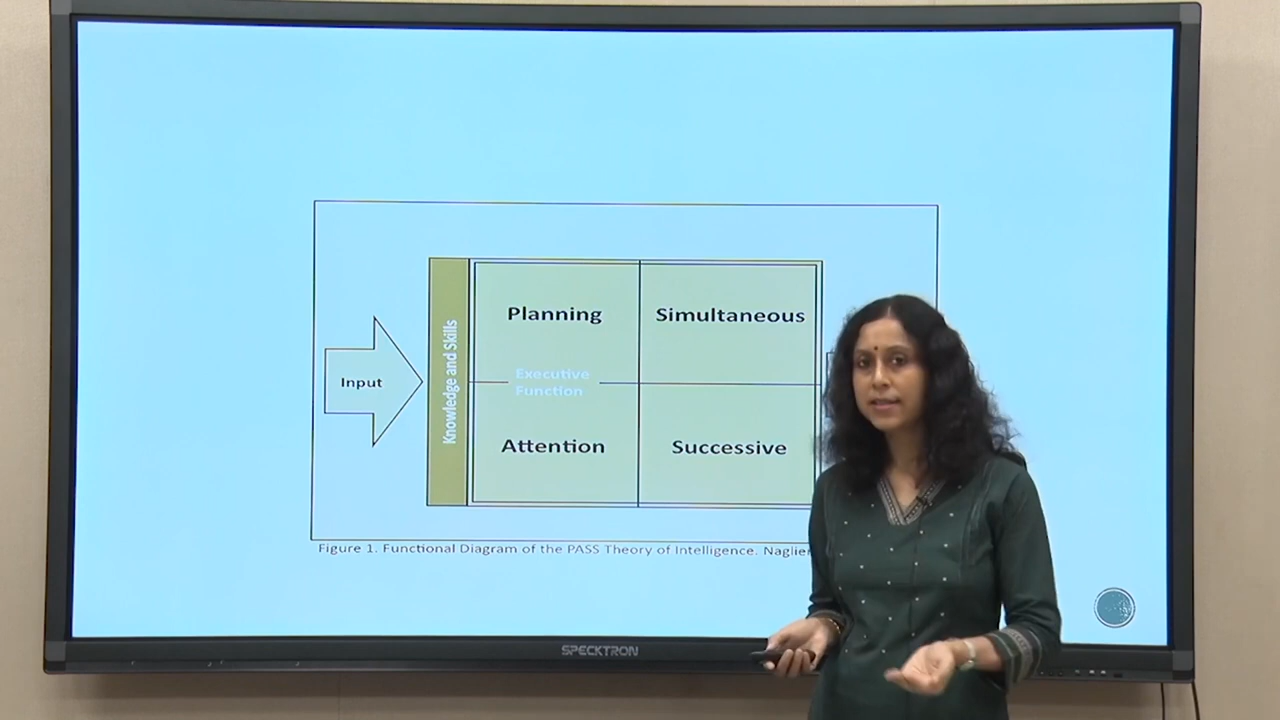 Planning
Simultaneous
Knowledge and Skills
Input
Executive
Function
Attention
Successive
Figure 1. Functional Diagram of the PASS Theory of Intelligence.
SPECKTRON